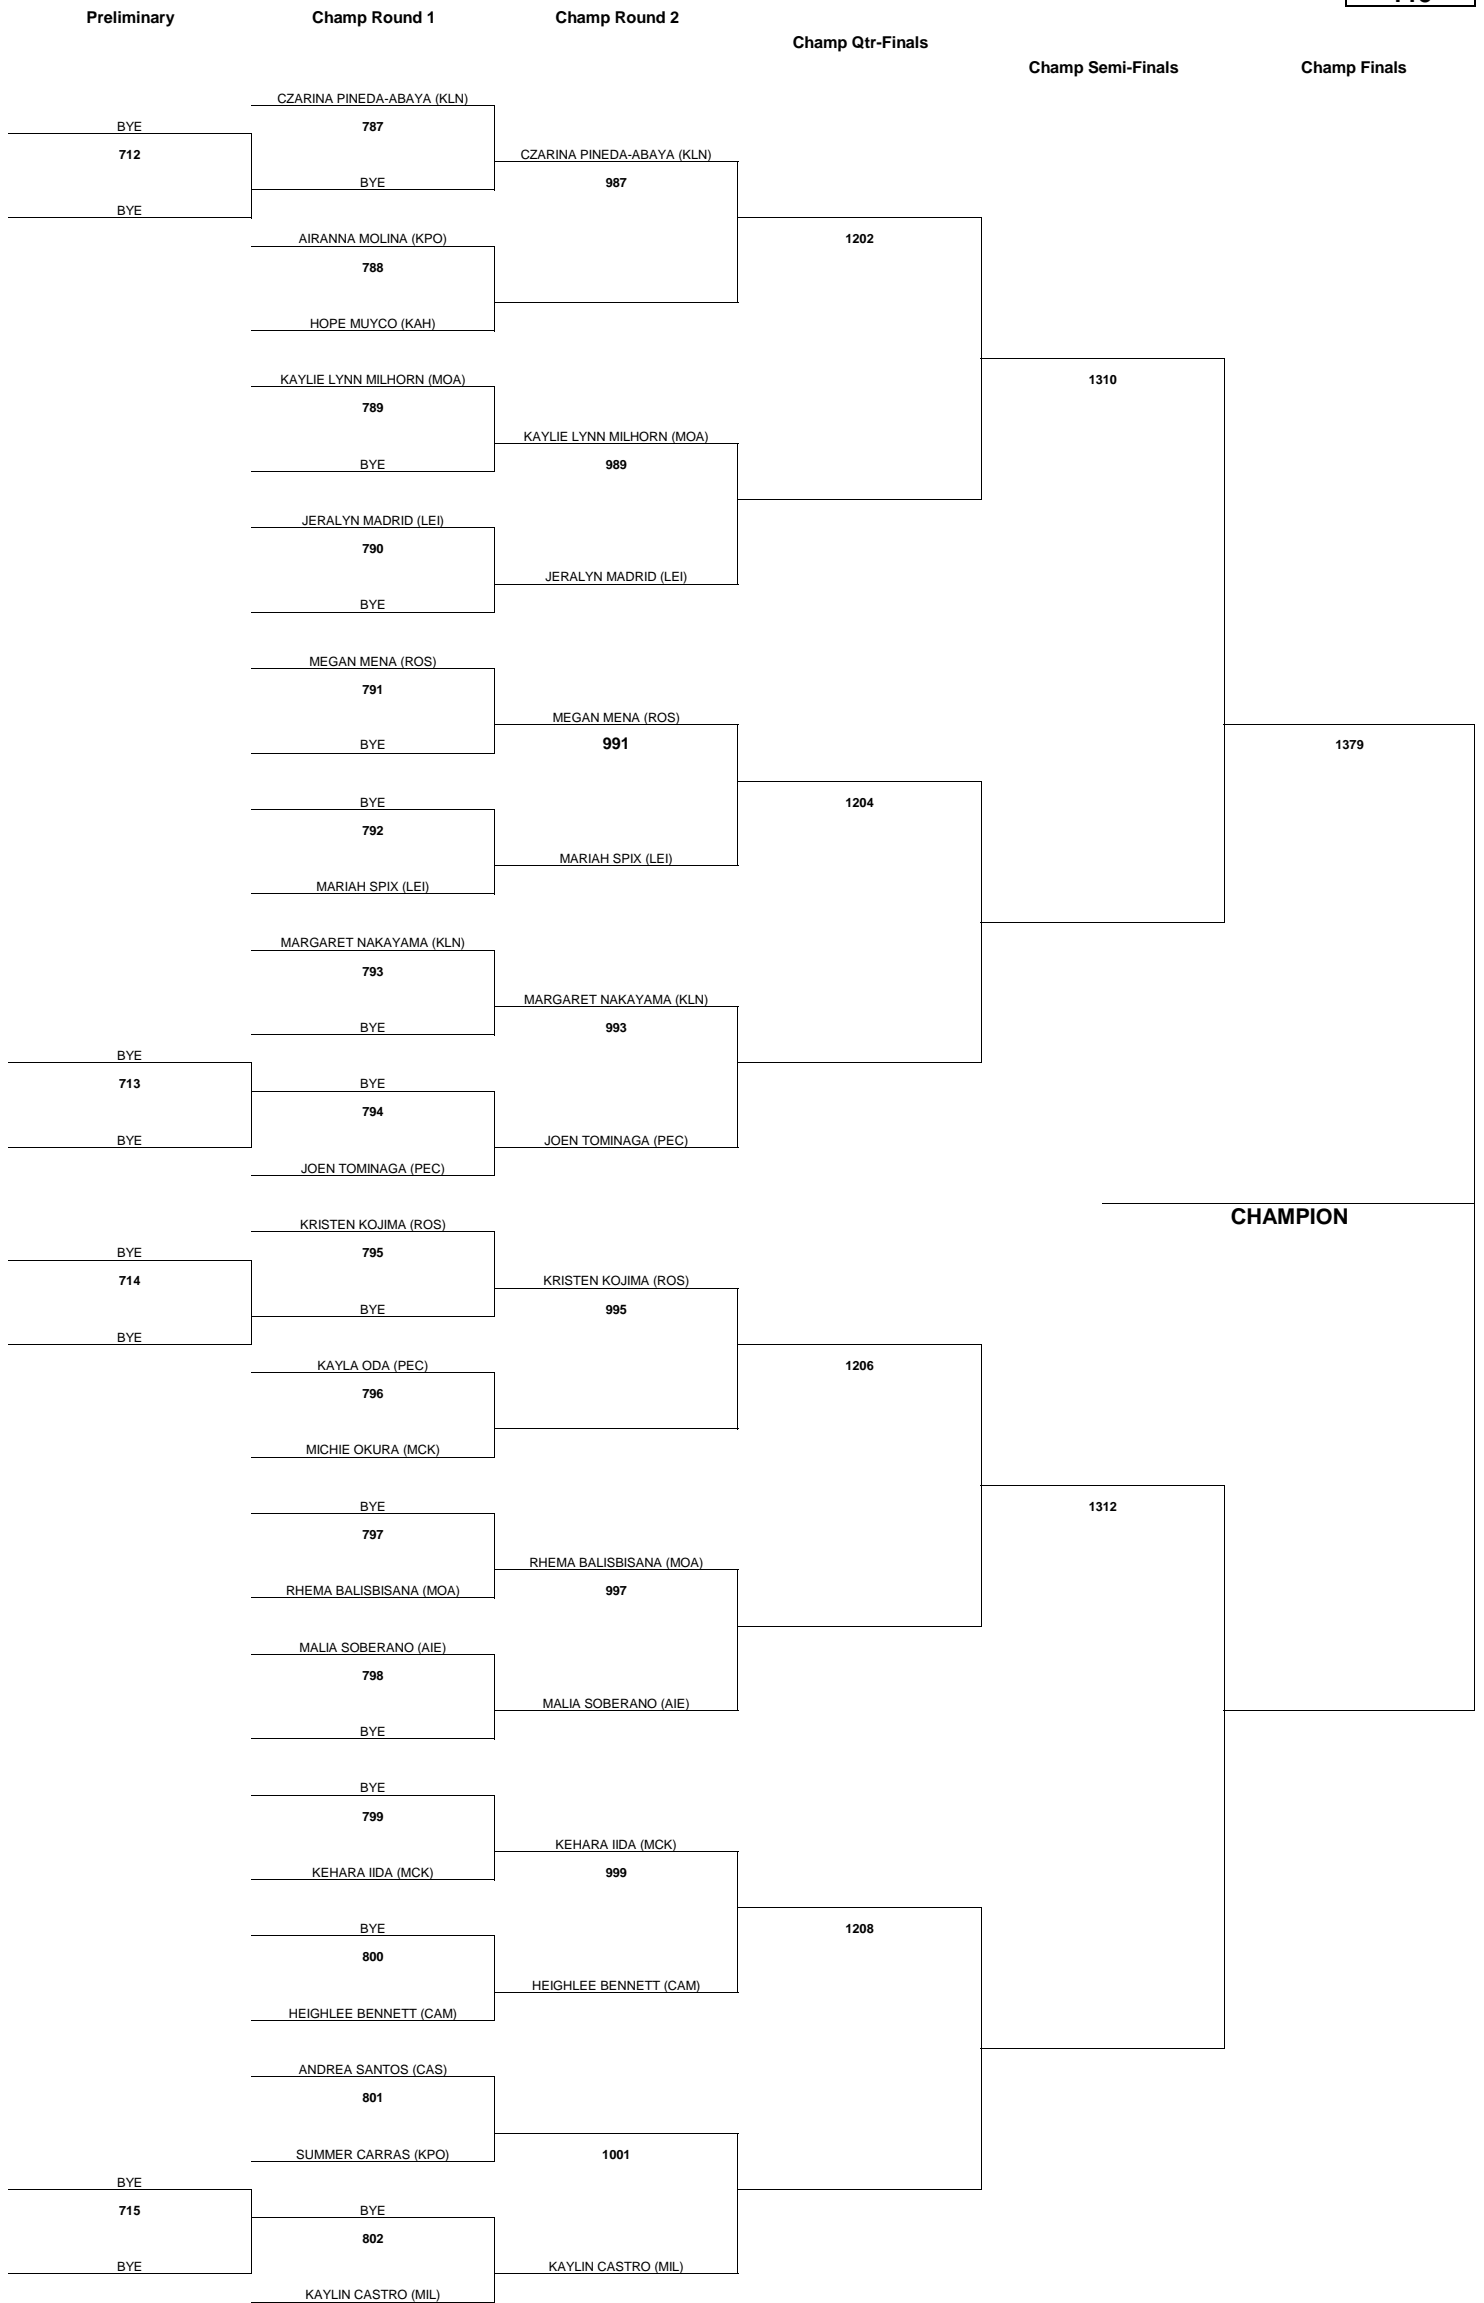 Preliminary
Champ Round 1
Champ Round 2
Champ Qtr-Finals
Champ Semi-Finals
Champ Finals
CZARINA PINEDA-ABAYA (KLN)
BYE
787
712
CZARINA PINEDA-ABAYA (KLN)
BYE
987
BYE
AIRANNA MOLINA (KPO)
1202
788
HOPE MUYCO (KAH)
KAYLIE LYNN MILHORN (MOA)
1310
789
KAYLIE LYNN MILHORN (MOA)
BYE
989
JERALYN MADRID (LEI)
790
JERALYN MADRID (LEI)
BYE
MEGAN MENA (ROS)
791
MEGAN MENA (ROS)
BYE
991
1379
BYE
1204
792
MARIAH SPIX (LEI)
MARIAH SPIX (LEI)
MARGARET NAKAYAMA (KLN)
793
MARGARET NAKAYAMA (KLN)
BYE
993
BYE
713
BYE
794
BYE
JOEN TOMINAGA (PEC)
JOEN TOMINAGA (PEC)
CHAMPION
KRISTEN KOJIMA (ROS)
BYE
795
714
KRISTEN KOJIMA (ROS)
BYE
995
BYE
KAYLA ODA (PEC)
1206
796
MICHIE OKURA (MCK)
BYE
1312
797
RHEMA BALISBISANA (MOA)
RHEMA BALISBISANA (MOA)
997
MALIA SOBERANO (AIE)
798
MALIA SOBERANO (AIE)
BYE
BYE
799
KEHARA IIDA (MCK)
KEHARA IIDA (MCK)
999
BYE
1208
800
HEIGHLEE BENNETT (CAM)
HEIGHLEE BENNETT (CAM)
ANDREA SANTOS (CAS)
801
SUMMER CARRAS (KPO)
1001
BYE
715
BYE
802
BYE
KAYLIN CASTRO (MIL)
KAYLIN CASTRO (MIL)